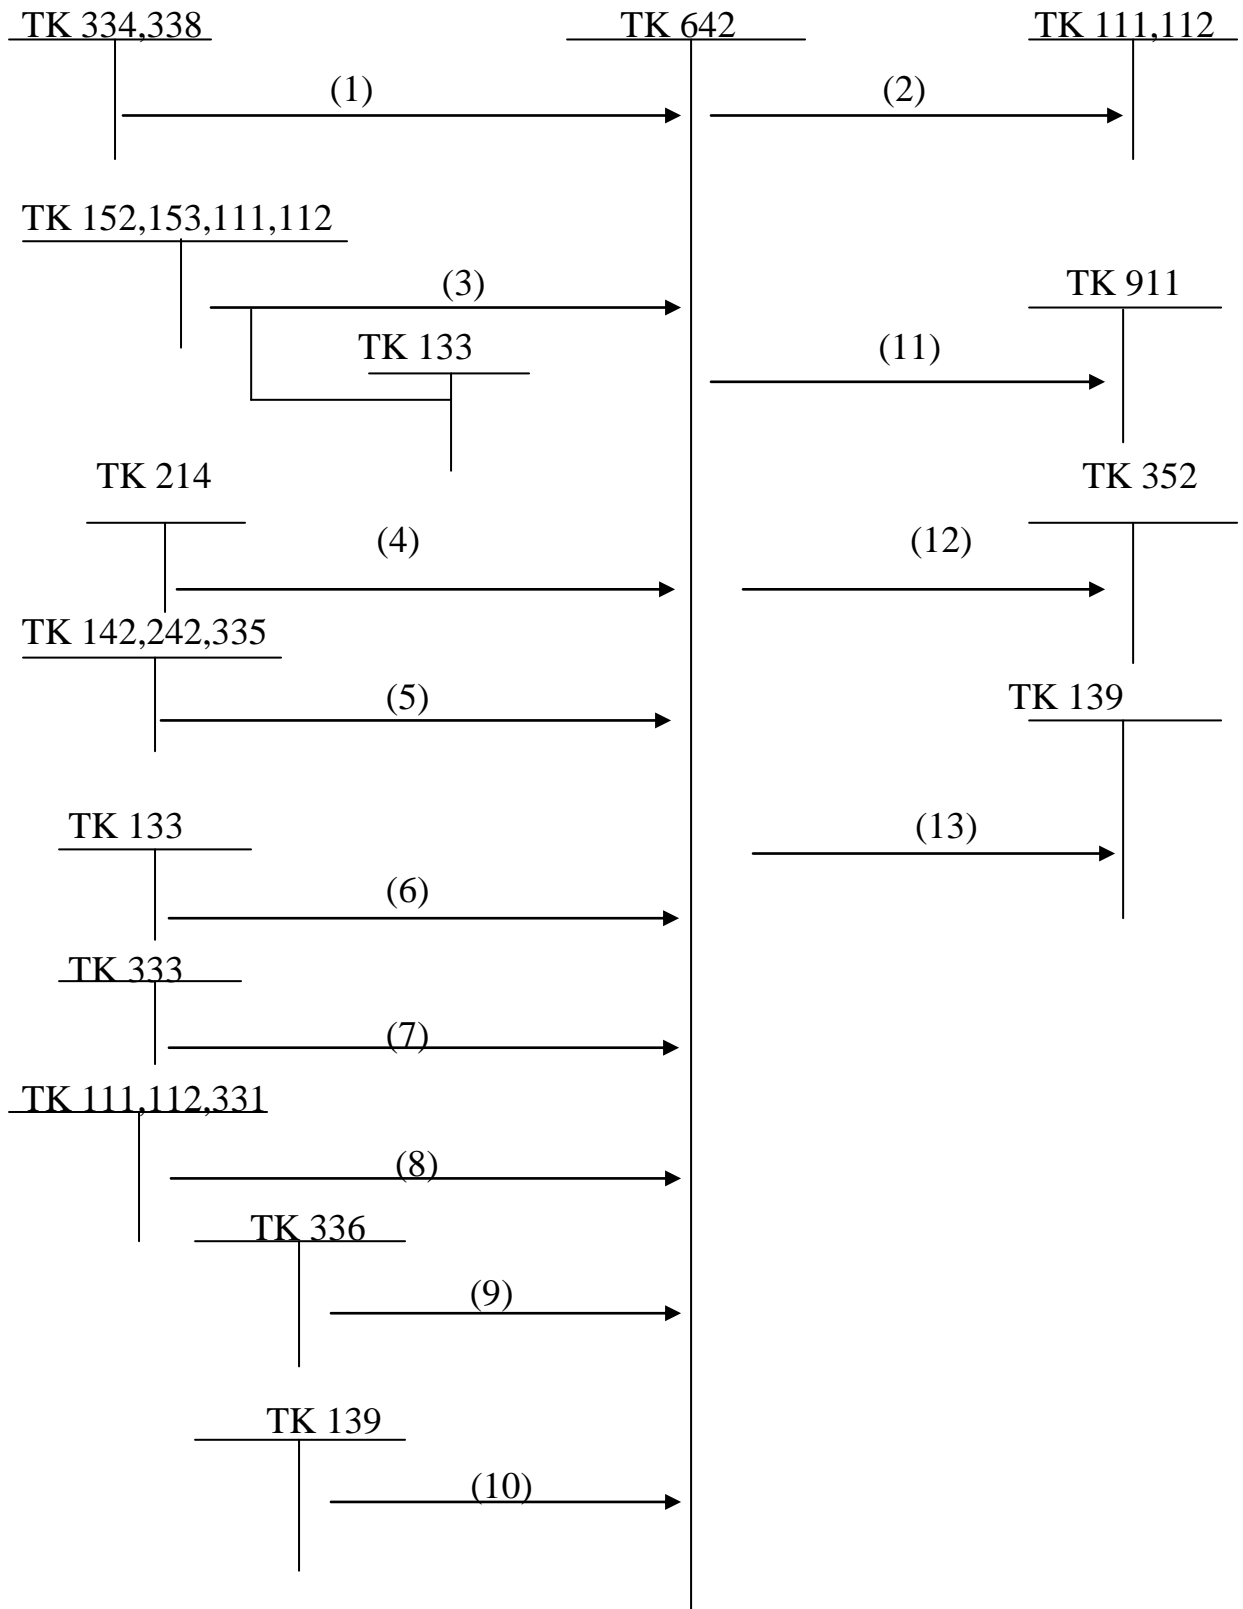 TK 334,338
TK 642
TK 111,112
(1)
(2)
TK 152,153,111,112
(3)
TK 911
TK 133
(11)
TK 214
TK 352
(4)
(12)
TK 142,242,335
(5)
TK 139
TK 133
(13)
(6)
TK 333
(7)
TK 111,112,331
(8)
TK 336
(9)
TK 139
(10)